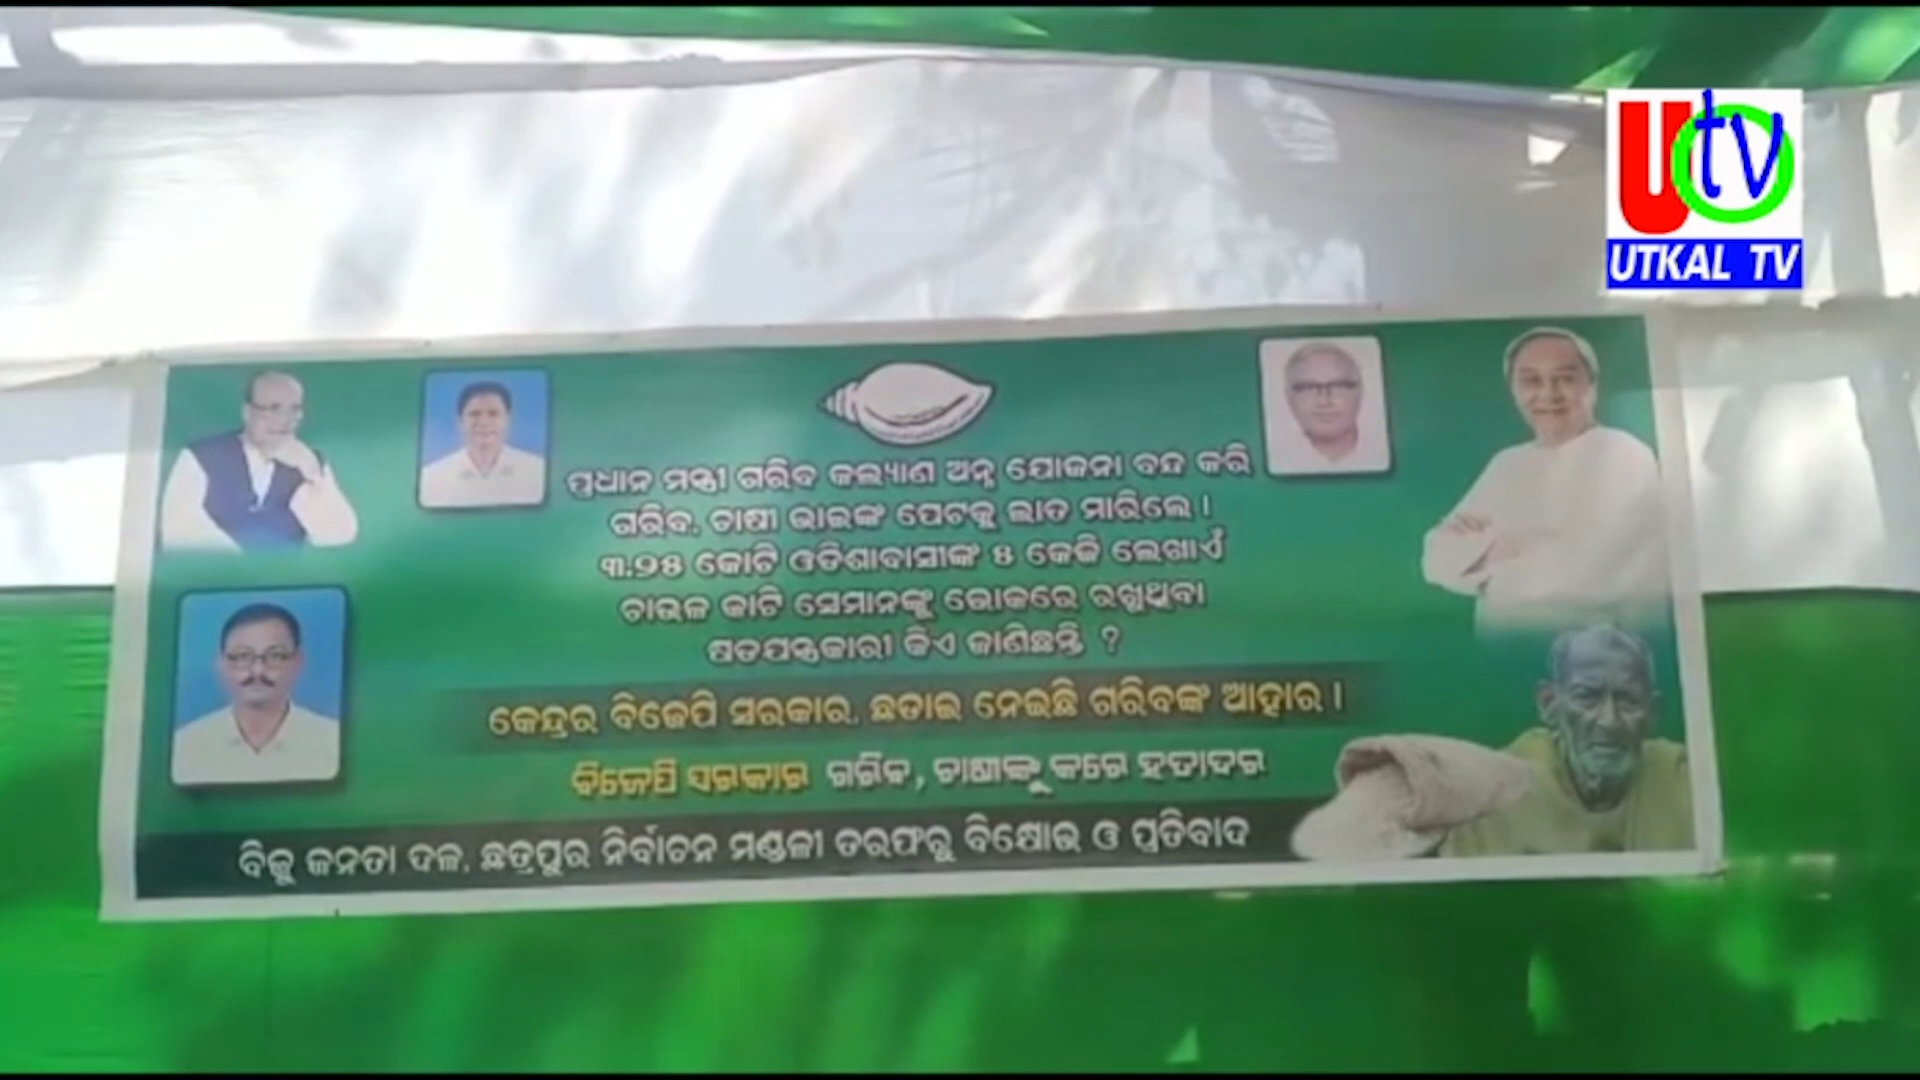 U tv
UTKAL TV
ପ୍ରଧାନ ମନ୍ତ୍ରୀ ଗରିବ କଲ୍ୟାଣ ଅନ୍ନ ଯୋଜନା ବନ୍ଦ କରି
ଗରିବ, ଚାଷୀ ଭାଇଙ୍କ ପେଟକୁ ଲାତ ମାରିଲେ ।
୩.୨୫ କୋଟି ଓଡିଶାବାସୀଙ୍କ ୫ କେଜି ଲେଖାଏଁ
ଚାଉଳ କାଟି ସେମାନଙ୍କୁ ଭୋକରେ ରଖୁଥିବା
ଷଡଯନ୍ତ୍ରକାରୀ କିଏ ଜାଣିଛନ୍ତି ?
କେନ୍ଦ୍ରର ବିଜେପି ସରକାର, ଛଡାଇ ନେଇଛି ଗରିବଙ୍କ ଆହାର ।
ବିଜେପି ସରକାର ଗରିବ, ଚାଷୀଙ୍କୁ କରେ ହତାଦର
ବିଜୁ ଜନତା ଦଳ, ଛତ୍ରପୁର ନିର୍ବାଚନ ମଣ୍ଡଳୀ ତରଫରୁ ବିକ୍ଷୋଭ ଓ ପ୍ରତିବାଦ